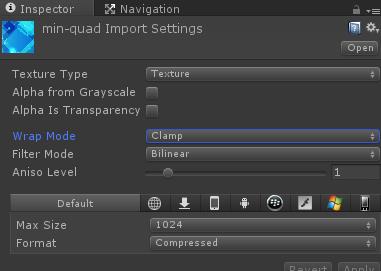 Inspector Navigation
min-quad Import Settings
Open
Texture Type Texture
Alpha from Grayscale
Alpha Is Transparency
Wrap Mode Clamp
Filter Mode Bilinear
Aniso Level 1
Default
Max Size 1024
Format Compressed
Revert Apply